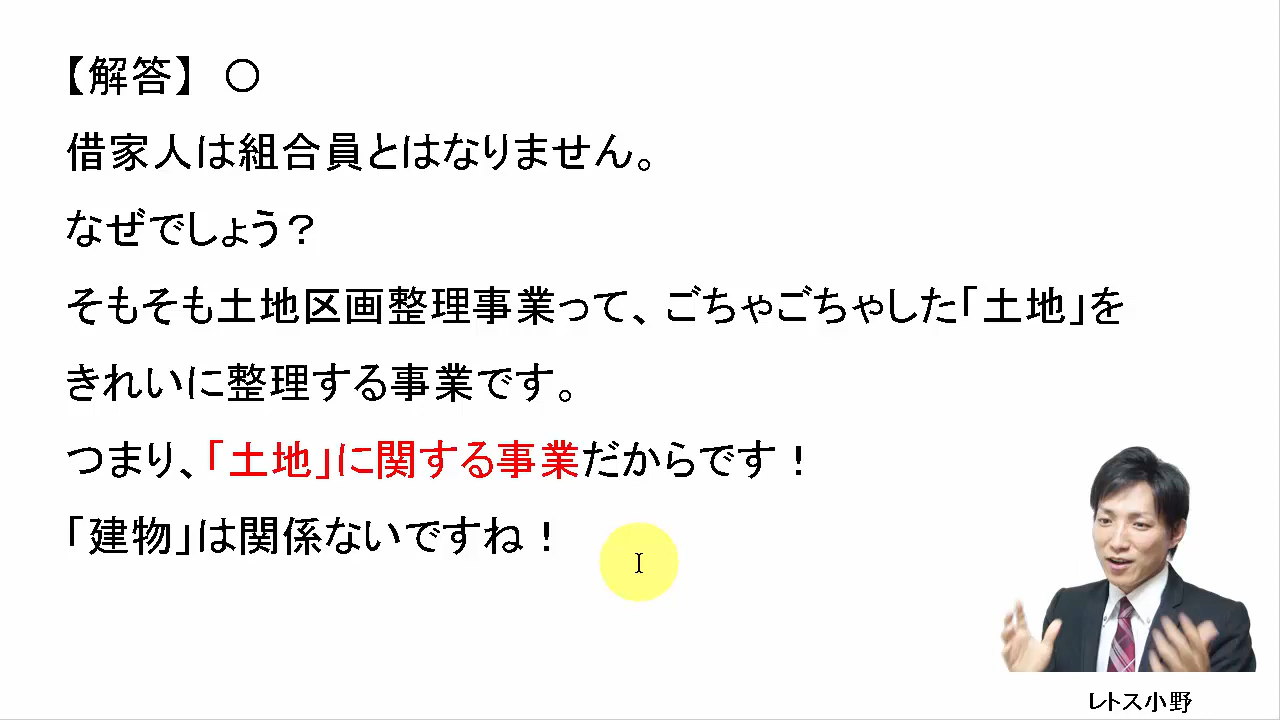 【解答】　○
借家人は組合員とはなりません。
なぜでしょう？
そもそも土地区画整理事業って、ごちゃごちゃした「土地」を
きれいに整理する事業です。
つまり、「土地」に関する事業だからです！
「建物」は関係ないですね！
レトス小野